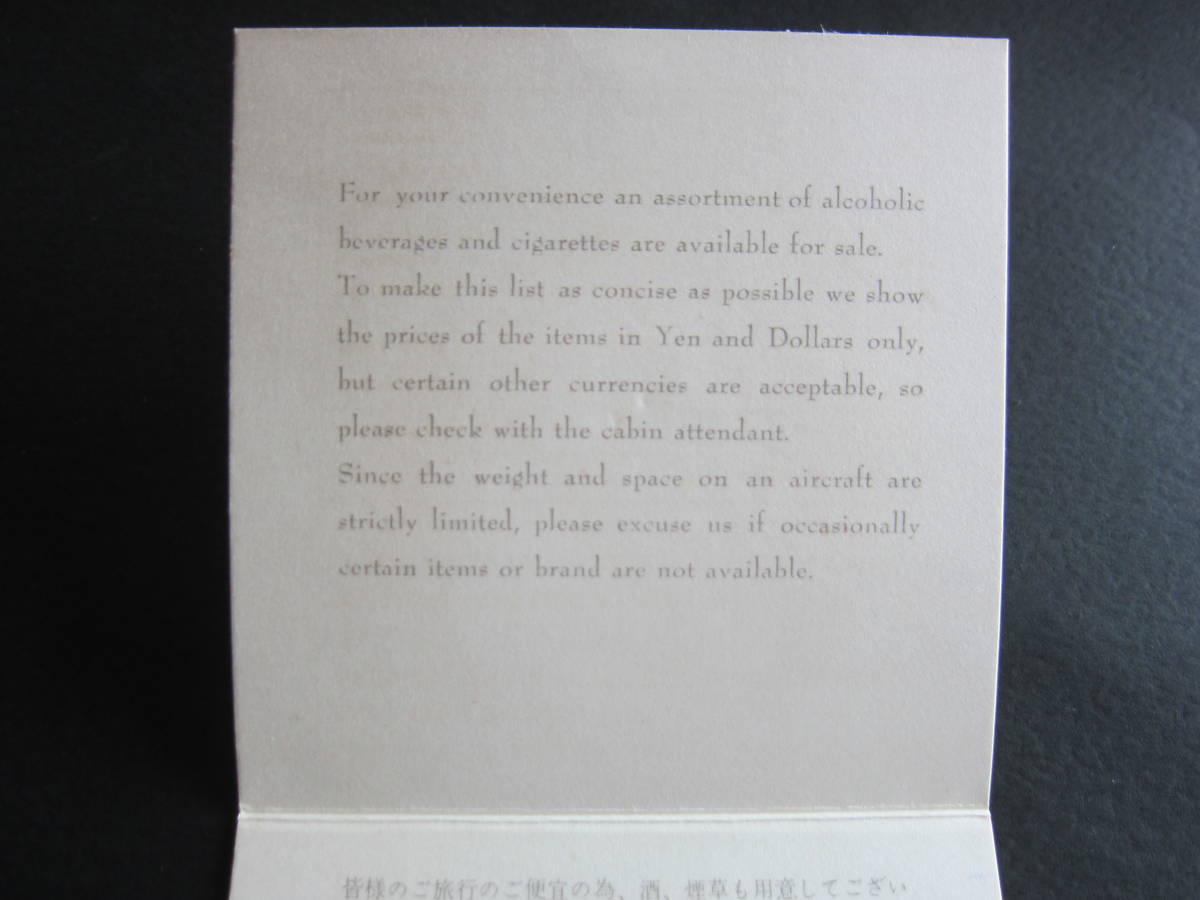 For your convenience an assortment of alcoholic
beverages and cigarettes are available for sale.
To make this list as concise as possible we show
the prices of the items in Yen and Dollars only,
but certain other currencies are acceptable, so
please check with the cabin attendant.
Since the weight and space on an aircraft are
strictly limited, please excuse us if occasionally
certain items or brand are not available.
皆様のご旅行のご便宜の為、酒、煙草も用意してござい